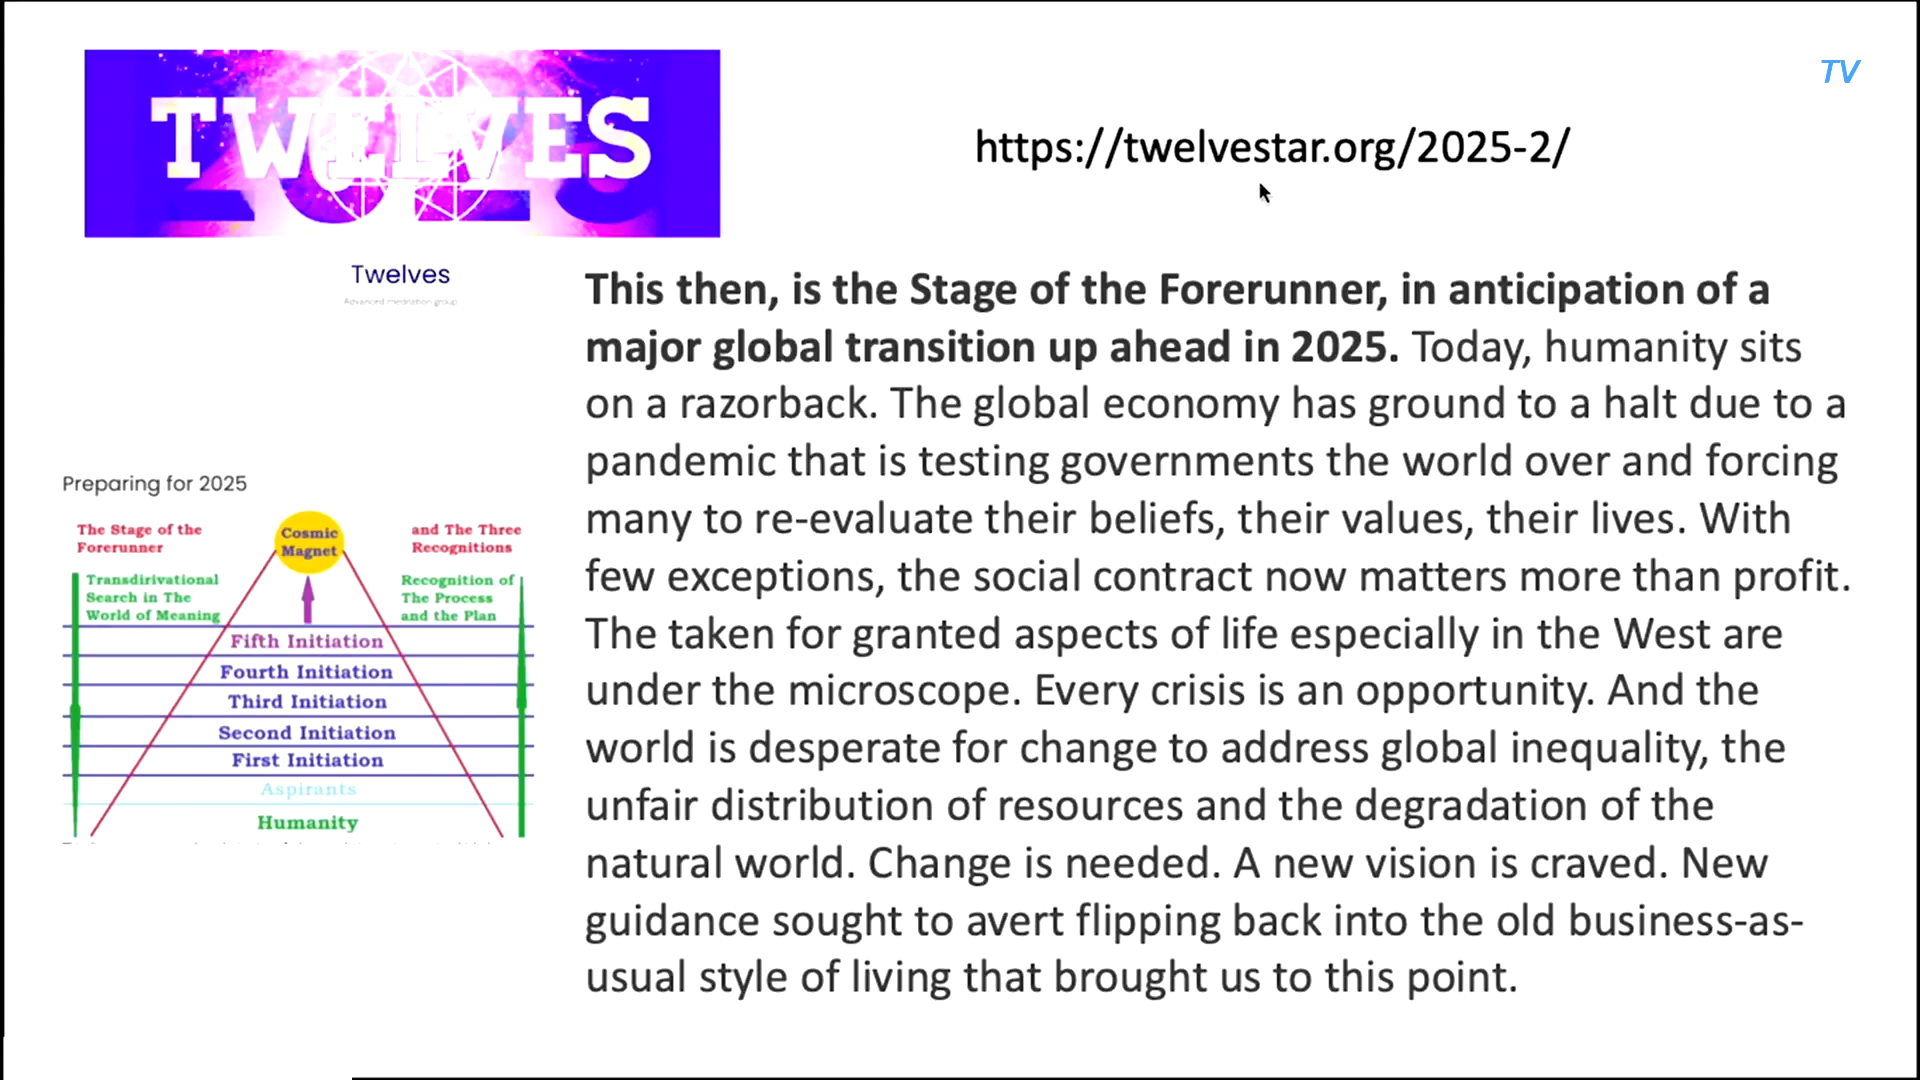 TWELVES
2025
TV
https://twelvestar.org/2025-2/
Twelves
Advanced meditation group
This then, is the Stage of the Forerunner, in anticipation of a
major global transition up ahead in 2025. Today, humanity sits
on a razorback. The global economy has ground to a halt due to a
pandemic that is testing governments the world over and forcing
many to re-evaluate their beliefs, their values, their lives. With
few exceptions, the social contract now matters more than profit.
The taken for granted aspects of life especially in the West are
under the microscope. Every crisis is an opportunity. And the
world is desperate for change to address global inequality, the
unfair distribution of resources and the degradation of the
natural world. Change is needed. A new vision is craved. New
guidance sought to avert flipping back into the old business-as-
usual style of living that brought us to this point.
Preparing for 2025
The Stage of the
Forerunner
Cosmic
Magnet
and The Three
Recognitions
Transdirivational
Search in The
World of Meaning
Recognition of
The Process
and the Plan
Fifth Initiation
Fourth Initiation
Third Initiation
Second Initiation
First Initiation
Aspirants
Humanity